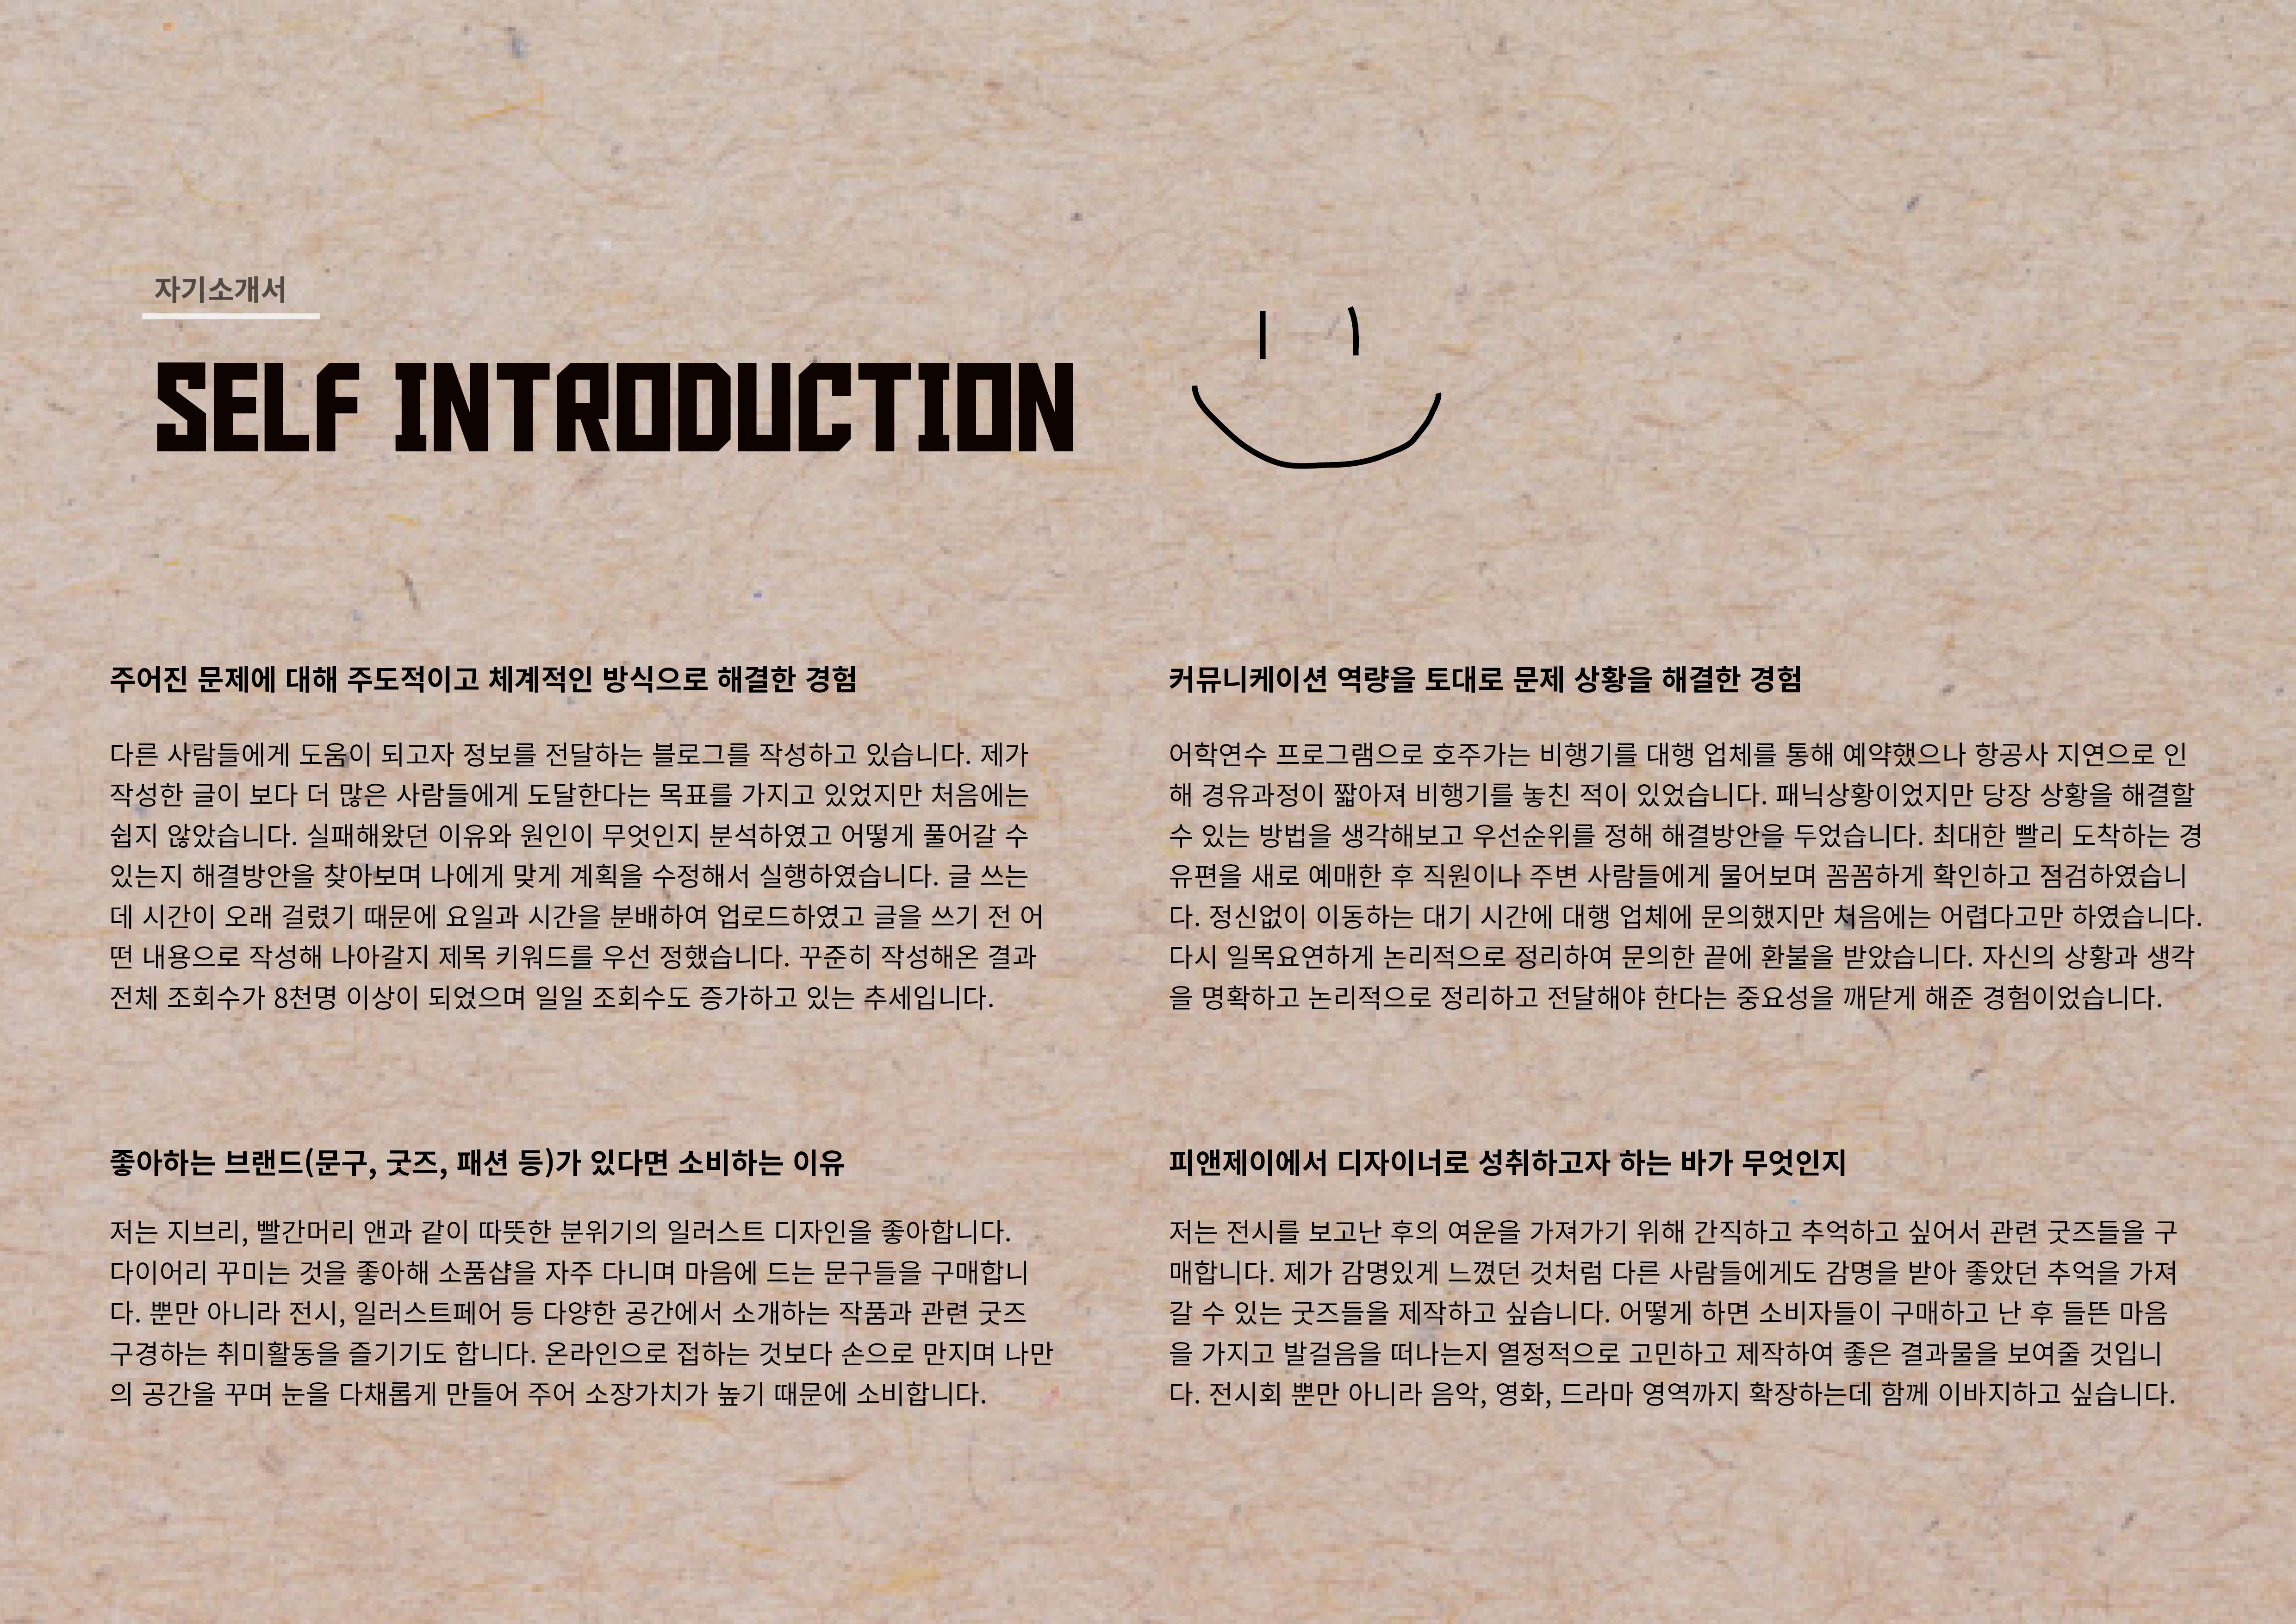 자기소개서
SELF INTRODUCTION
주어진 문제에 대해 주도적이고 체계적인 방식으로 해결한 경험
다른 사람들에게 도움이 되고자 정보를 전달하는 블로그를 작성하고 있습니다. 제가
작성한 글이 보다 더 많은 사람들에게 도달한다는 목표를 가지고 있었지만 처음에는
쉽지 않았습니다. 실패해왔던 이유와 원인이 무엇인지 분석하였고 어떻게 풀어갈 수
있는지 해결방안을 찾아보며 나에게 맞게 계획을 수정해서 실행하였습니다. 글 쓰는
데 시간이 오래 걸렸기 때문에 요일과 시간을 분배하여 업로드하였고 글을 쓰기 전 어
떤 내용으로 작성해 나아갈지 제목 키워드를 우선 정했습니다. 꾸준히 작성해온 결과
전체 조회수가 8천명 이상이 되었으며 일일 조회수도 증가하고 있는 추세입니다.
커뮤니케이션 역량을 토대로 문제 상황을 해결한 경험
어학연수 프로그램으로 호주가는 비행기를 대행 업체를 통해 예약했으나 항공사 지연으로 인
해 경유과정이 짧아져 비행기를 놓친 적이 있었습니다. 패닉상황이었지만 당장 상황을 해결할
수 있는 방법을 생각해보고 우선순위를 정해 해결방안을 두었습니다. 최대한 빨리 도착하는 경
유편을 새로 예매한 후 직원이나 주변 사람들에게 물어보며 꼼꼼하게 확인하고 점검하였습니
다. 정신없이 이동하는 대기 시간에 대행 업체에 문의했지만 처음에는 어렵다고만 하였습니다.
다시 일목요연하게 논리적으로 정리하여 문의한 끝에 환불을 받았습니다. 자신의 상황과 생각
을 명확하고 논리적으로 정리하고 전달해야 한다는 중요성을 깨닫게 해준 경험이었습니다.
좋아하는 브랜드(문구, 굿즈, 패션 등)가 있다면 소비하는 이유
저는 지브리, 빨간머리 앤과 같이 따뜻한 분위기의 일러스트 디자인을 좋아합니다.
다이어리 꾸미는 것을 좋아해 소품샵을 자주 다니며 마음에 드는 문구들을 구매합니
다. 뿐만 아니라 전시, 일러스트페어 등 다양한 공간에서 소개하는 작품과 관련 굿즈
구경하는 취미활동을 즐기기도 합니다. 온라인으로 접하는 것보다 손으로 만지며 나만
의 공간을 꾸며 눈을 다채롭게 만들어 주어 소장가치가 높기 때문에 소비합니다.
피앤제이에서 디자이너로 성취하고자 하는 바가 무엇인지
저는 전시를 보고난 후의 여운을 가져가기 위해 간직하고 추억하고 싶어서 관련 굿즈들을 구
매합니다. 제가 감명있게 느꼈던 것처럼 다른 사람들에게도 감명을 받아 좋았던 추억을 가져
갈 수 있는 굿즈들을 제작하고 싶습니다. 어떻게 하면 소비자들이 구매하고 난 후 들뜬 마음
을 가지고 발걸음을 떠나는지 열정적으로 고민하고 제작하여 좋은 결과물을 보여줄 것입니
다. 전시회 뿐만 아니라 음악, 영화, 드라마 영역까지 확장하는데 함께 이바지하고 싶습니다.